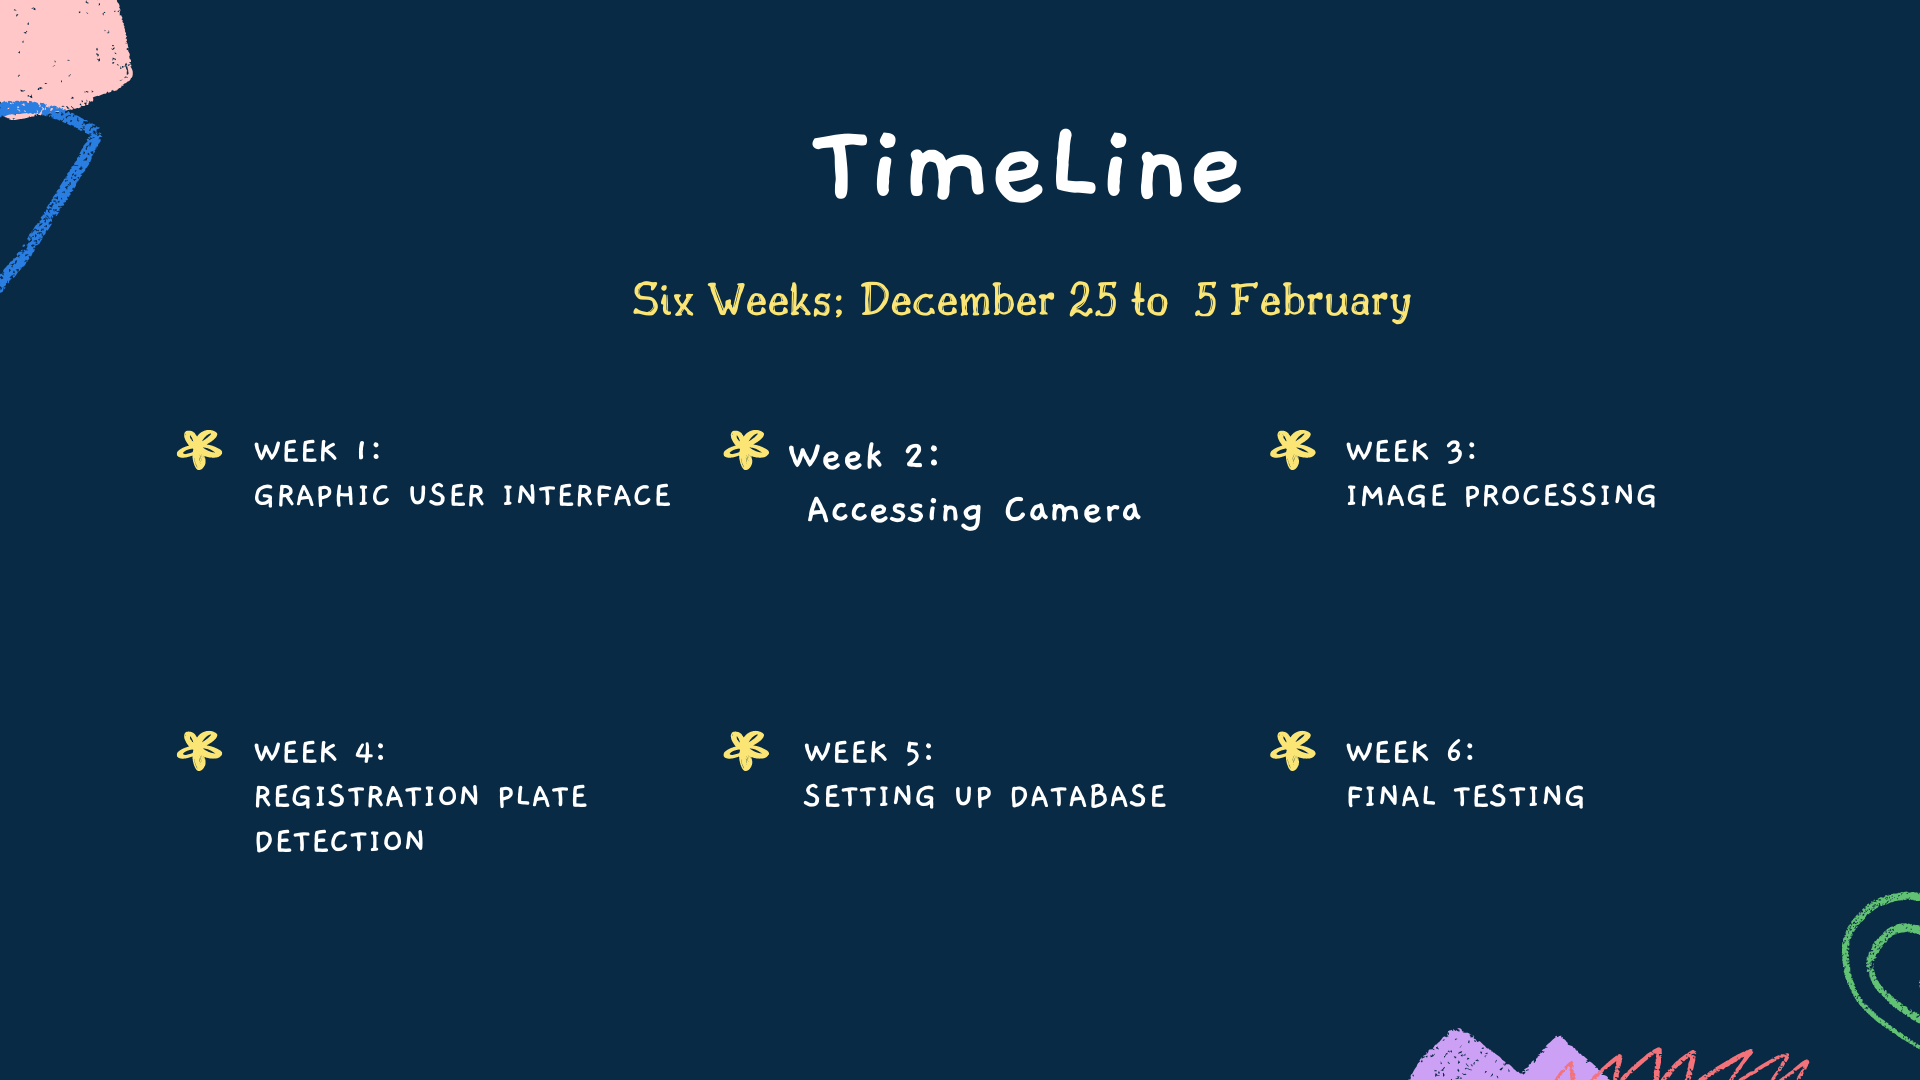 TimeLine
Six Weeks; December 25 to 5 February
WEEK 1:
GRAPHIC USER INTERFACE
Week 2:
Accessing Camera
WEEK 3:
IMAGE PROCESSING
WEEK 4:
REGISTRATION PLATE
DETECTION
WEEK 5:
SETTING UP DATABASE
WEEK 6:
FINAL TESTING